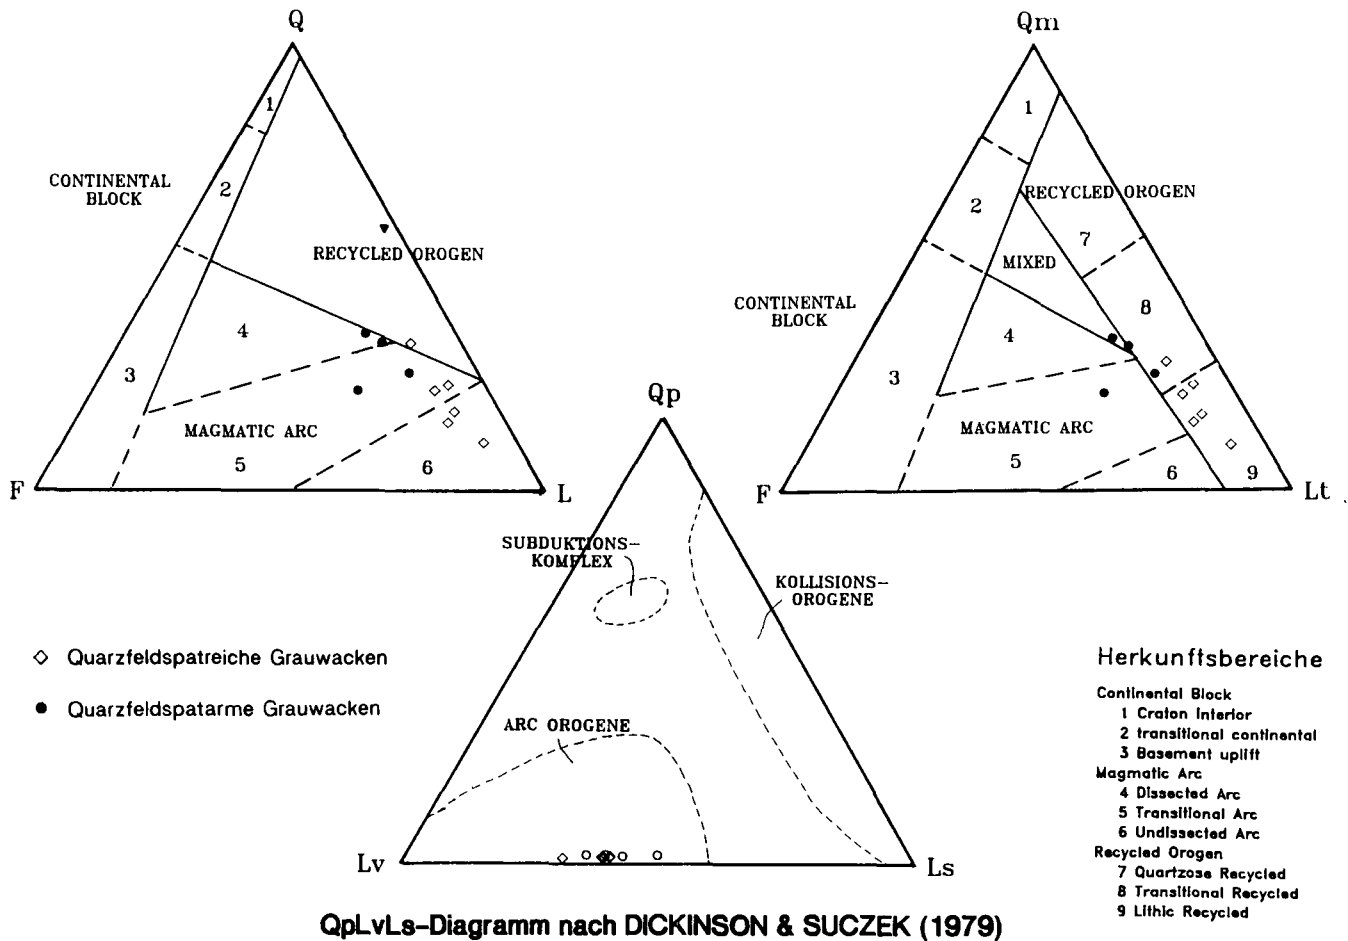 Q
1
2
CONTINENTAL
BLOCK
RECYCLED OROGEN
4
3
MAGMATIC ARC
5
6
F
L
Qm
1
2
RECYCLED OROGEN
7
MIXED
CONTINENTAL
BLOCK
8
4
3
MAGMATIC ARC
5
6
9
F
Lt
Qp
SUBDUKTIONS-
KOMPLEX
KOLLISIONS-
OROGENE
ARC OROGENE
Lv
Ls
Quarzfeldspatreiche Grauwacken
Quarzfeldspatarme Grauwacken
Herkunftsbereiche
Continental Block
1 Craton Interior
2 transitional continental
3 Basement uplift
Magmatic Arc
4 Dissected Arc
5 Transitional Arc
6 Undissected Arc
Recycled Orogen
7 Quartzose Recycled
8 Transitional Recycled
9 Lithic Recycled
QpLvLs-Diagramm nach DICKINSON & SUCZEK (1979)